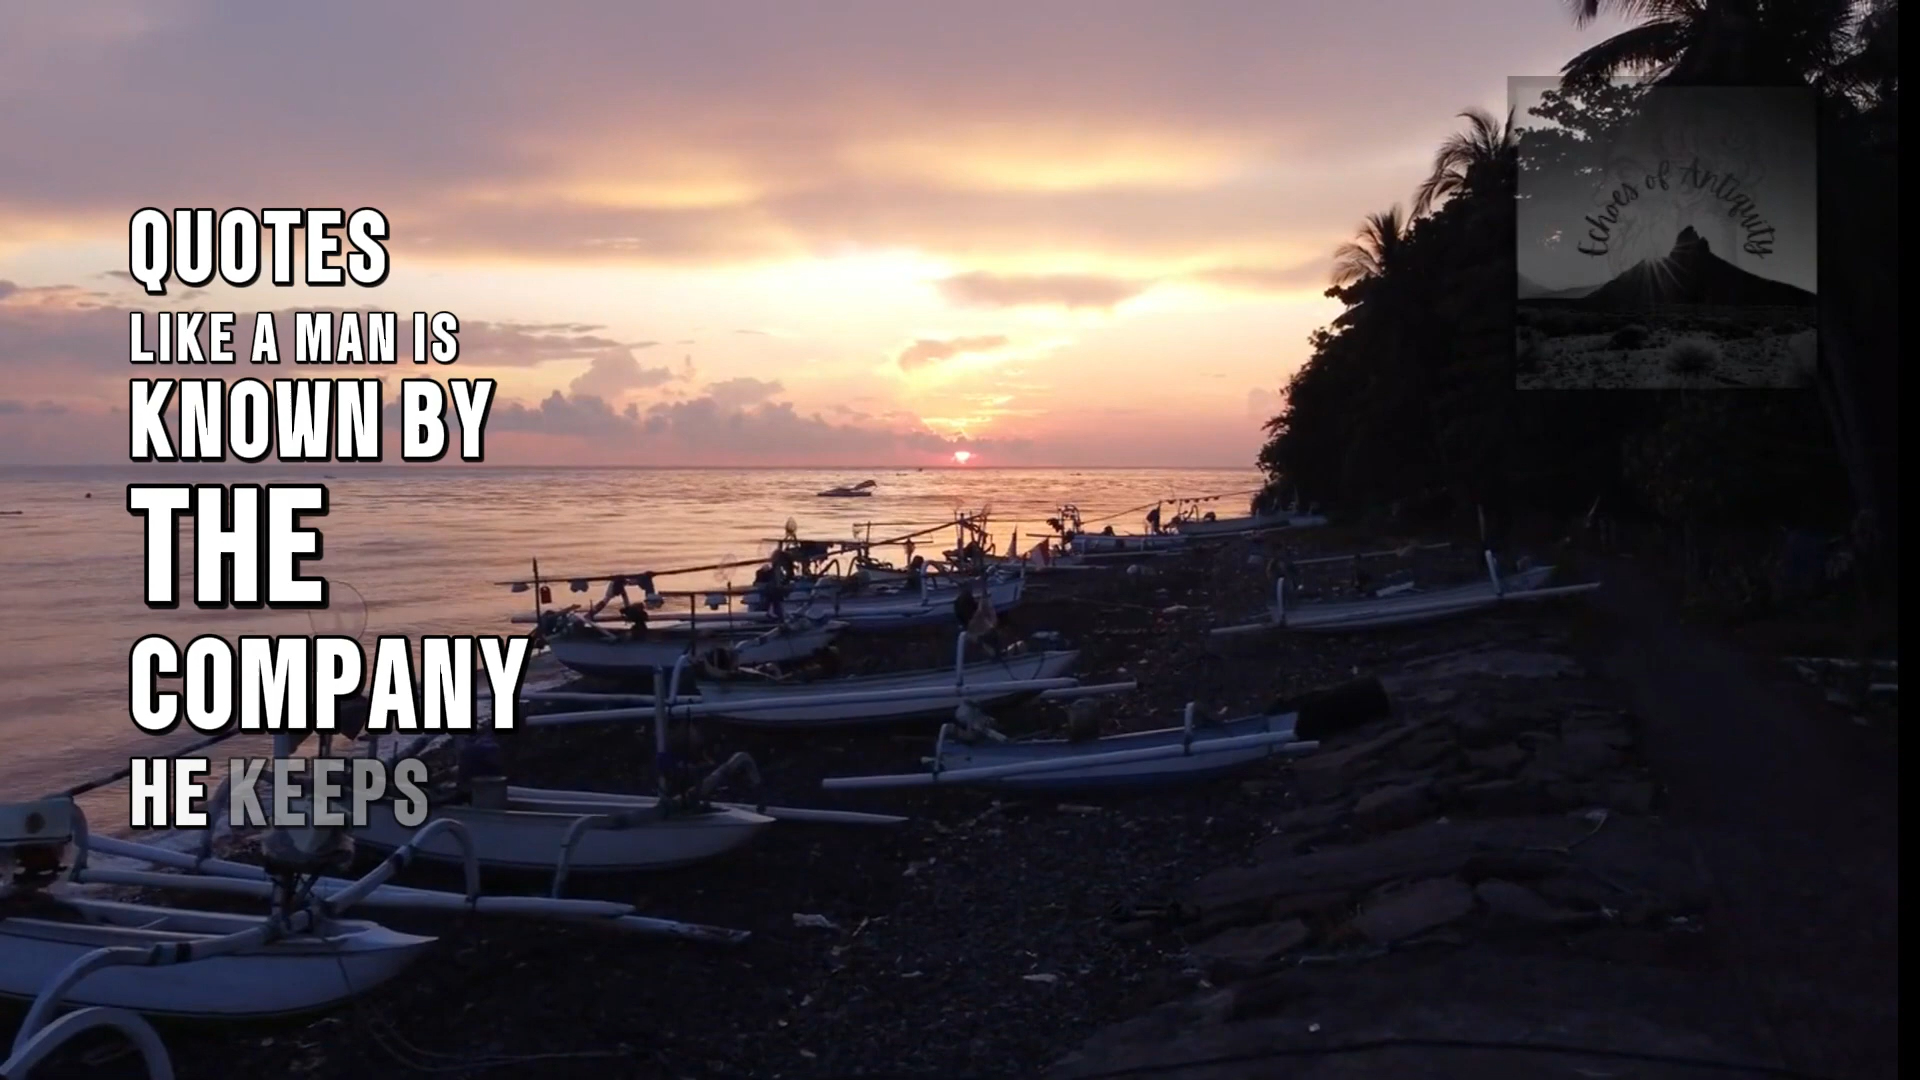 QUOTES
LIKE A MAN IS
KNOWN BY
THE
COMPANY
HE KEEPS
Echoes of Antiquity